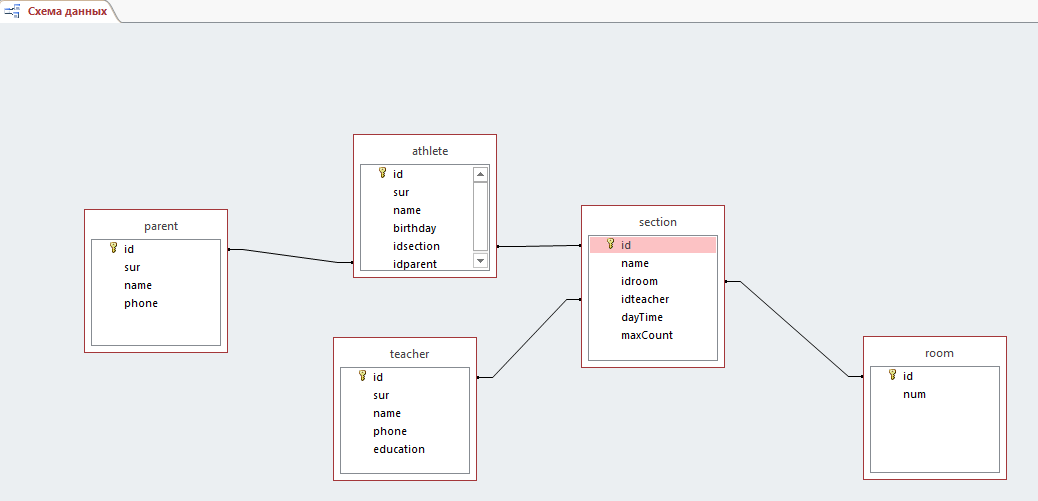 Схема данных
parent
id
sur
name
phone
athlete
id
sur
name
birthday
idsection
idparent
teacher
id
sur
name
phone
education
section
id
name
idroom
idteacher
dayTime
maxCount
room
id
num